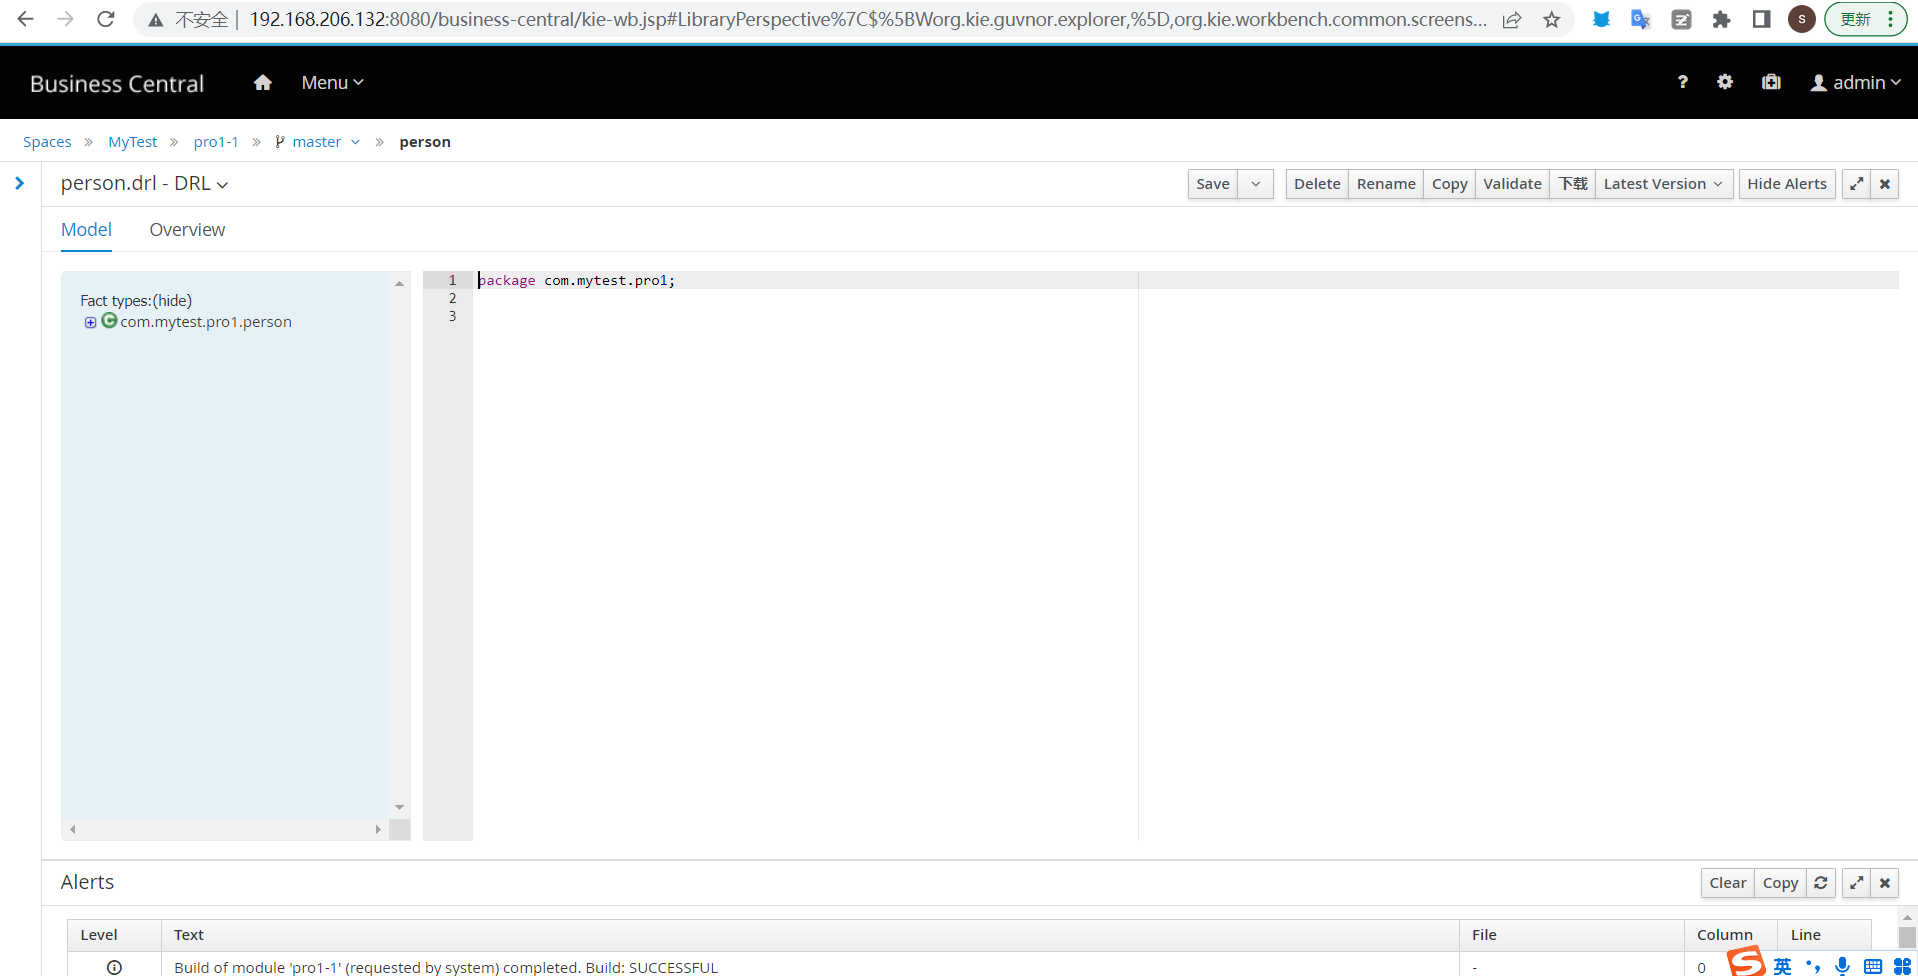 不安全 | 192.168.206.132:8080/business-central/kie-wb.jsp#LibraryPerspective%7C$%5BWorg.kie.guvnor.explorer,%5D,org.kie.workbench.common.screens... S 更新
Business Central Menu ? admin
Spaces » MyTest » pro1-1 » master » person
person.drl - DRL Save Delete Rename Copy Validate 下载 Latest Version Hide Alerts
Model Overview
Fact types:(hide)
com.mytest.pro1.person
1 package com.mytest.pro1;
2
3
Alerts Clear Copy
Level Text File Column Line
Build of module 'pro1-1' (requested by system) completed. Build: SUCCESSFUL - 0
S 英